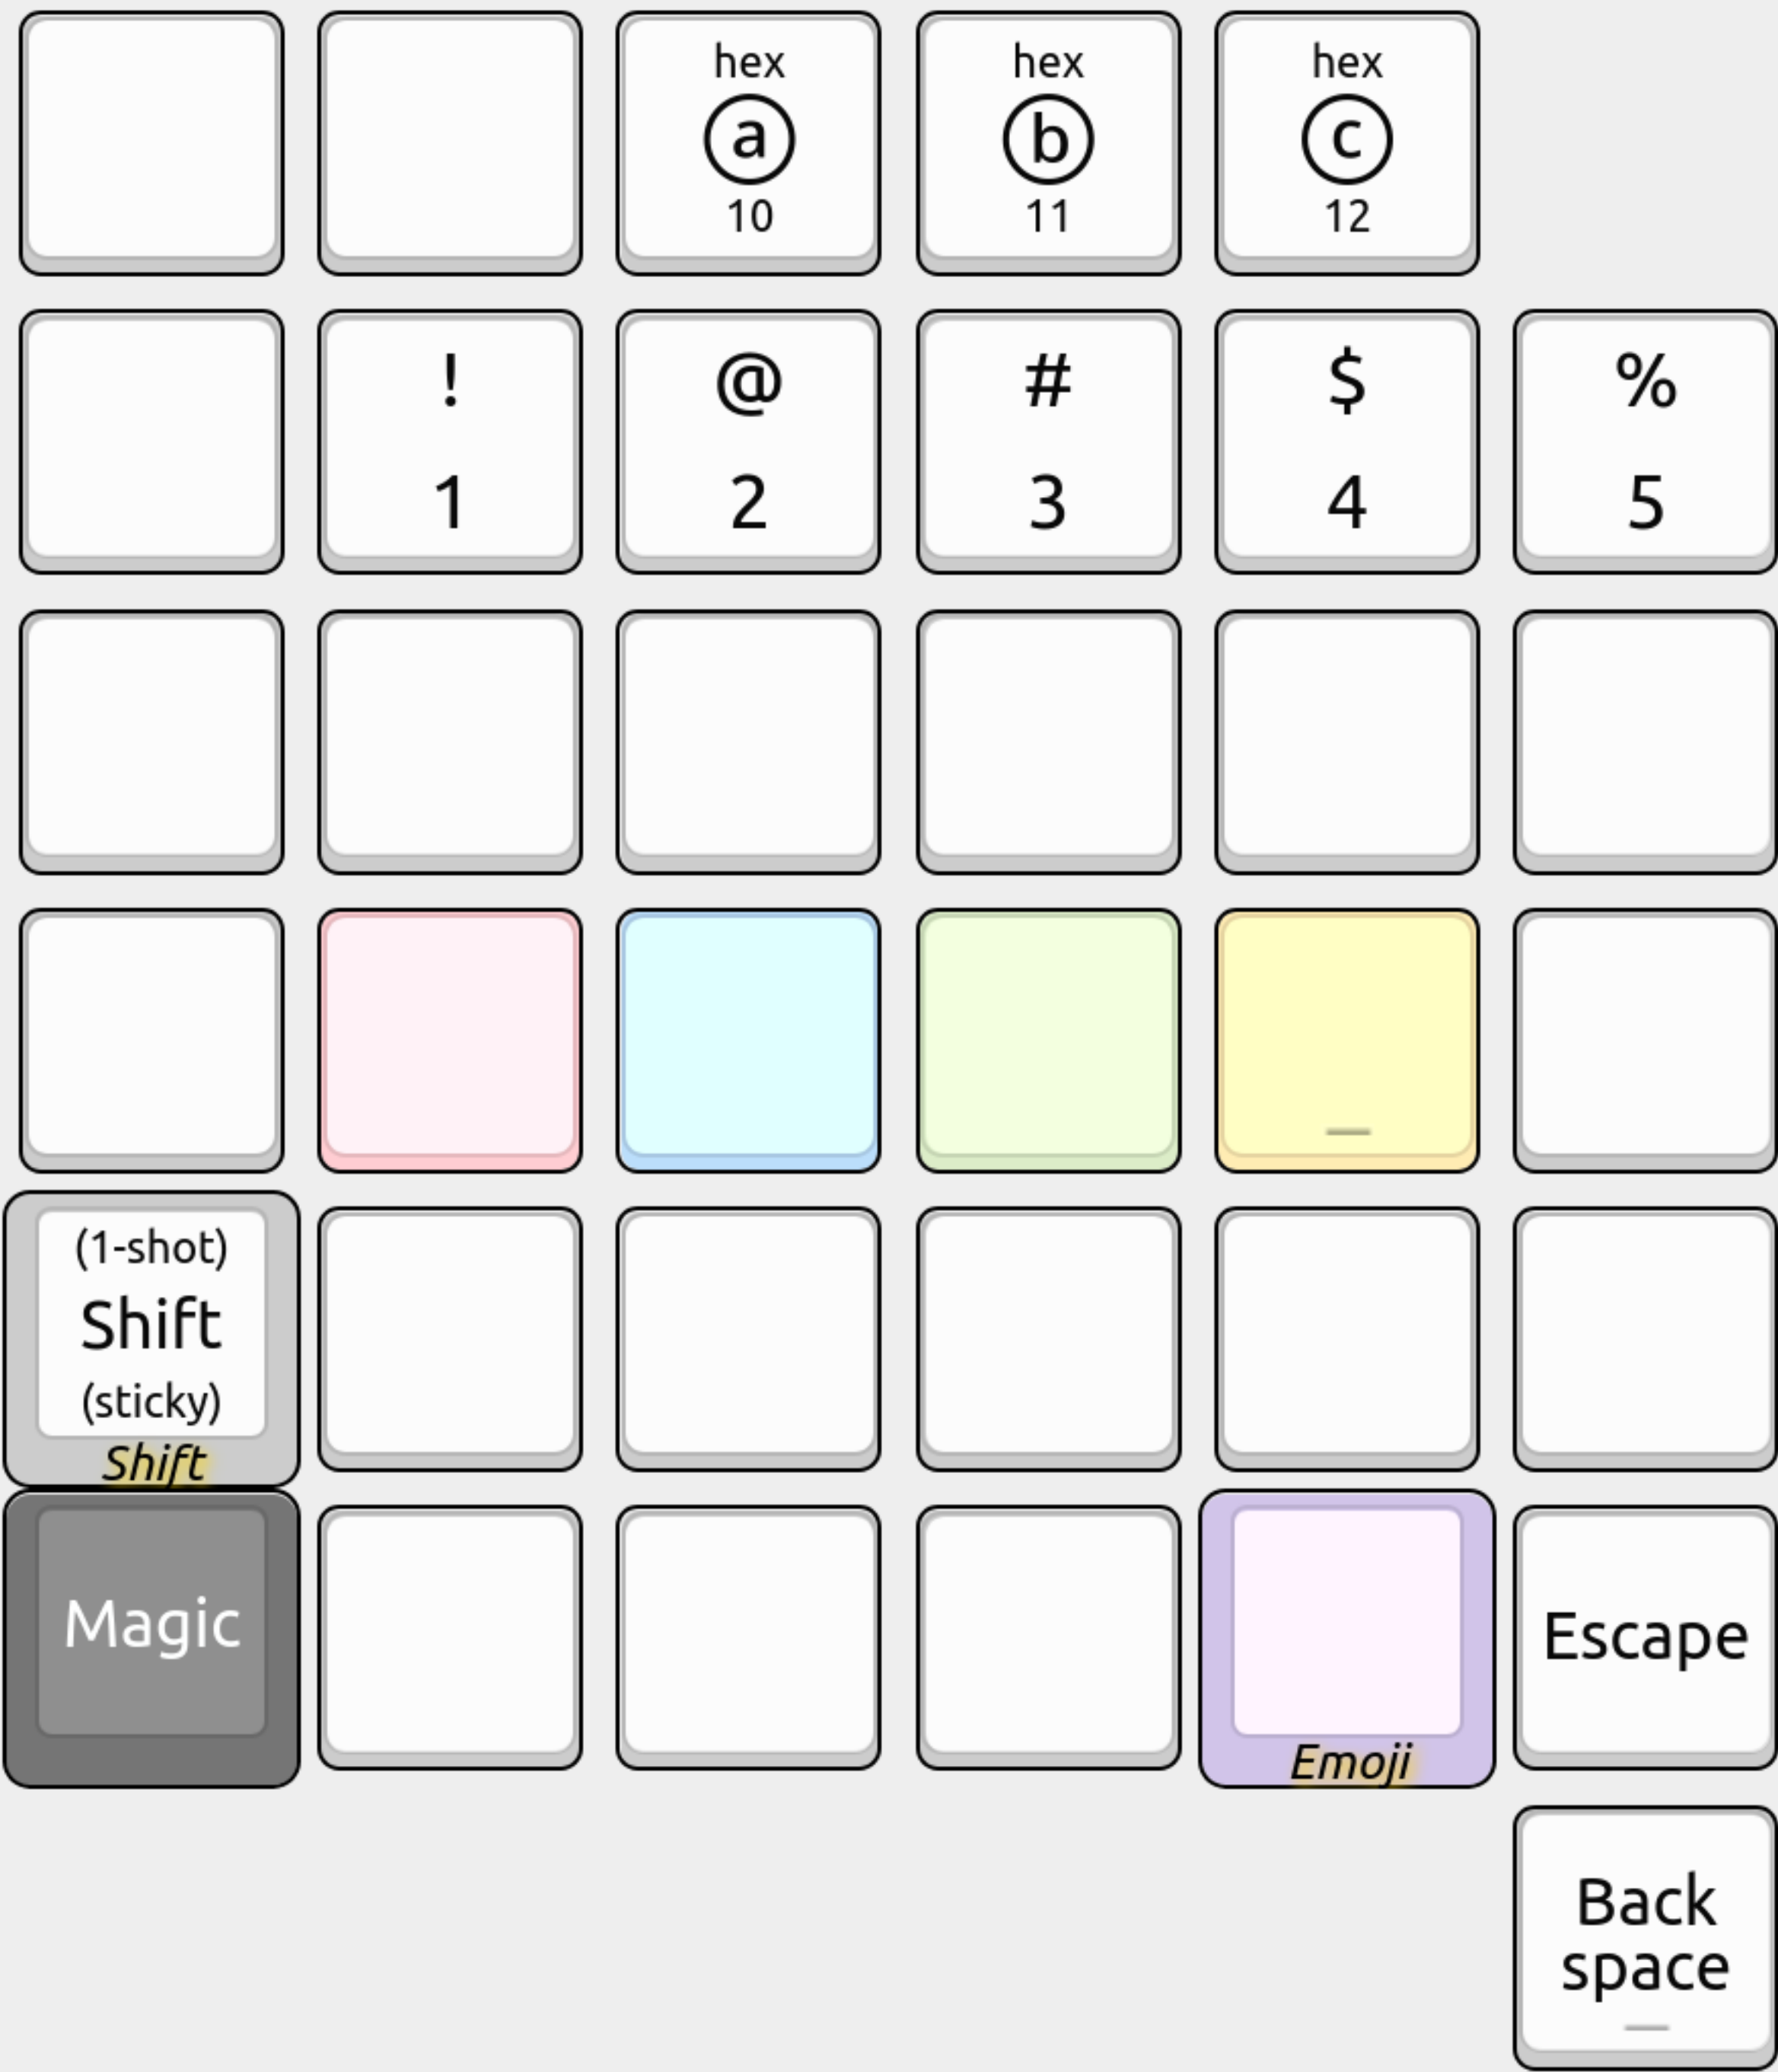 hex hex hex
ⓐ ⓑ ⓒ
10 11 12
! @ # $ %
1 2 3 4 5
(1-shot)
Shift
(sticky)
Shift
Magic
Escape
Emoji
Back
space